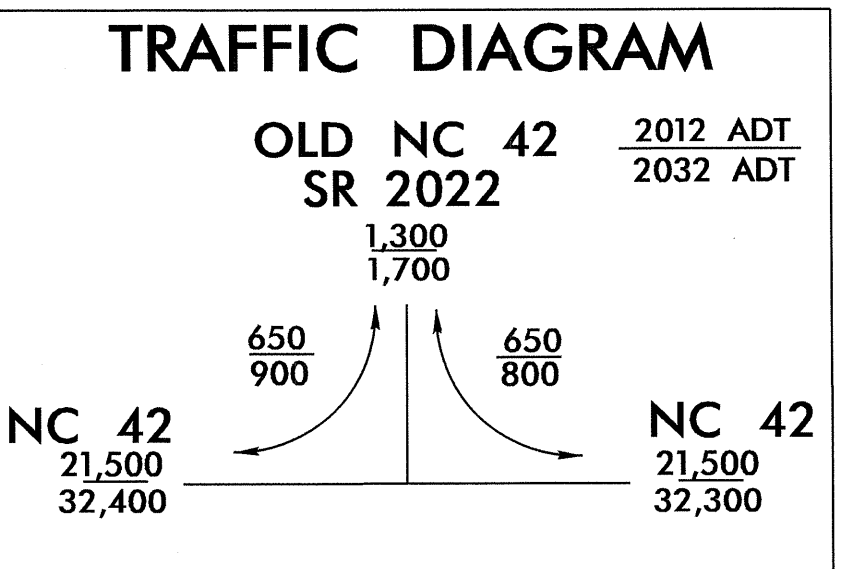 TRAFFIC DIAGRAM
OLD NC 42
SR 2022
1,300
1,700
2012 ADT
2032 ADT
650
900
650
800
NC 42
21,500
32,400
NC 42
21,500
32,300